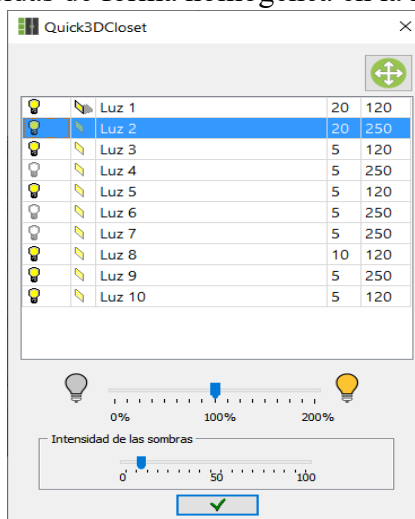 Quick3DCloset
Luz 1 20 120
Luz 2 20 250
Luz 3 5 120
Luz 4 5 250
Luz 5 5 120
Luz 6 5 250
Luz 7 5 250
Luz 8 10 120
Luz 9 5 250
Luz 10 5 120
0% 100% 200%
Intensidad de las sombras
0 50 100